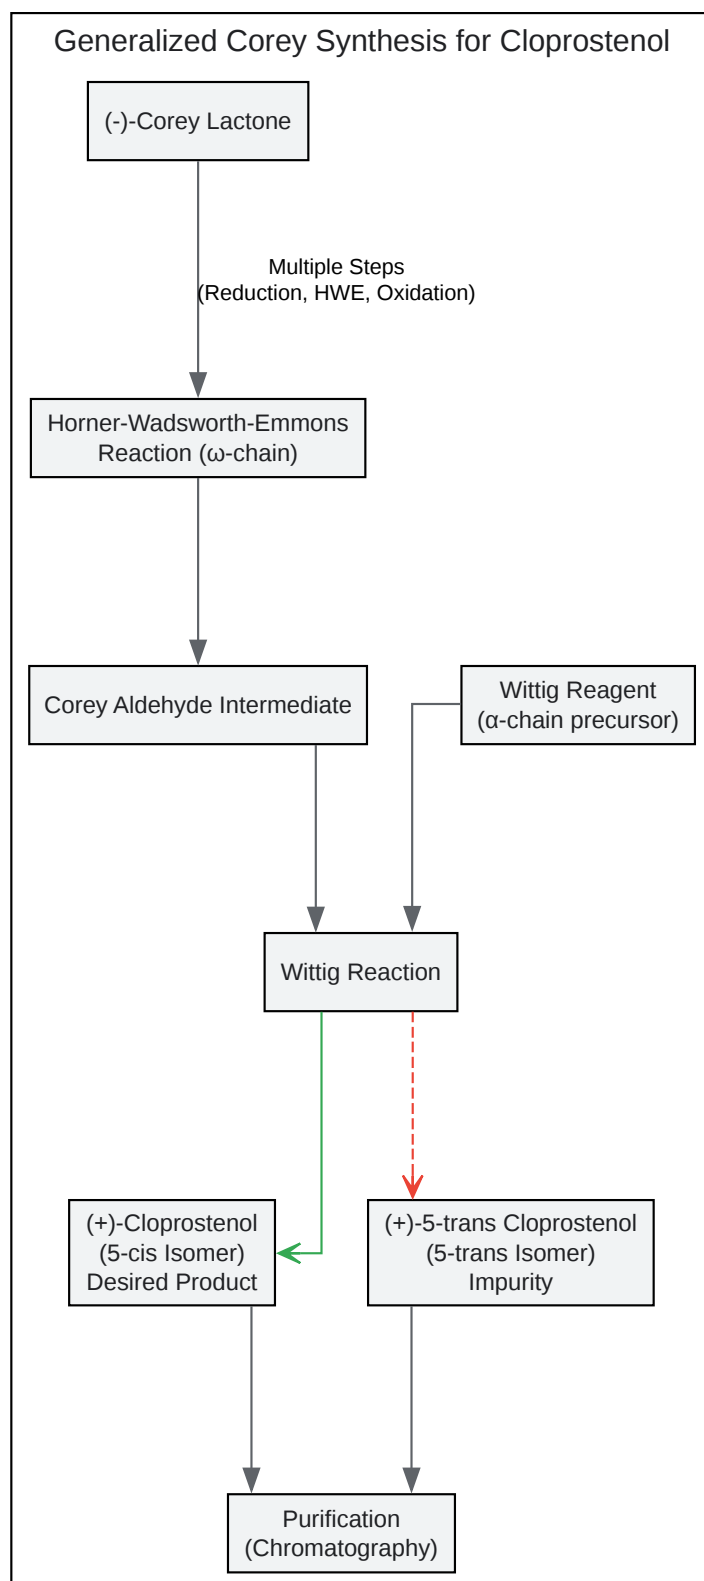 Generalized Corey Synthesis for Cloprostenol
(-)-Corey Lactone
Multiple Steps
(Reduction, HWE, Oxidation)
Horner-Wadsworth-Emmons
Reaction (ω-chain)
Corey Aldehyde Intermediate
Wittig Reagent
(α-chain precursor)
Wittig Reaction
(+)-Cloprostenol
(5-cis Isomer)
Desired Product
(+)-5-trans Cloprostenol
(5-trans Isomer)
Impurity
Purification
(Chromatography)